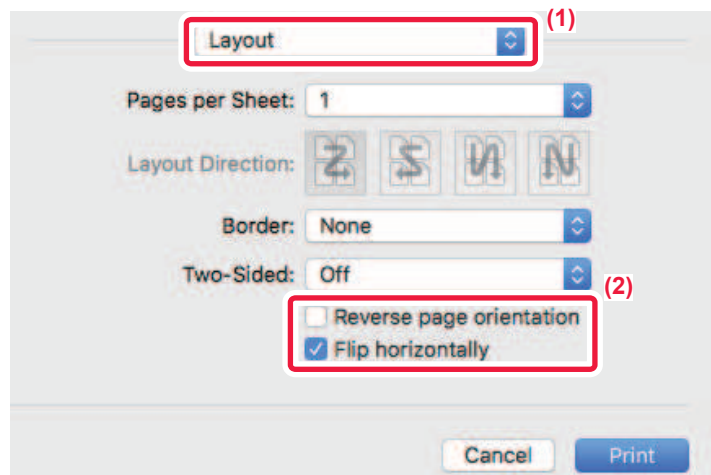 (1)
Layout
Pages per Sheet: 1
Layout Direction:
Border: None
Two-Sided: Off
(2)
Reverse page orientation
Flip horizontally
Cancel Print